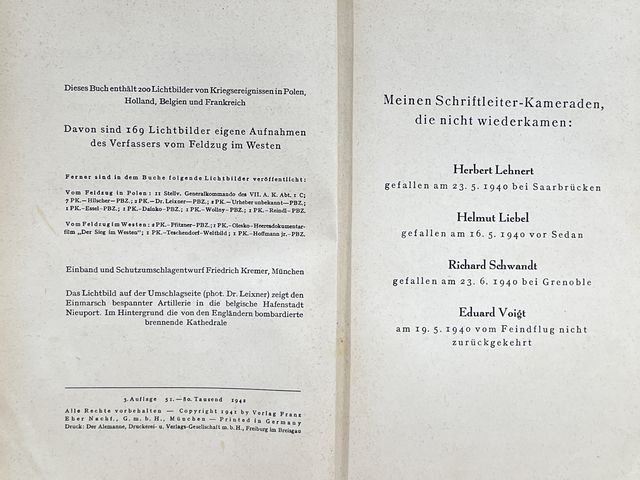 Dieses Buch enthält 200 Lichtbilder von Kriegsereignissen in Polen,
Holland, Belgien und Frankreich
Davon sind 169 Lichtbilder eigene Aufnahmen
des Verfassers vom Feldzug im Westen
Ferner sind in dem Buche folgende Lichtbilder veröffentlicht:
Vom Feldzug in Polen: 11 Stellv. Generalkommando des VII. A. K. Abt. I C;
7 PK.—Hilscher—PBZ.; 2 PK.—Dr. Leixner—PBZ.; 2 PK.—Urheber unbekannt—PBZ.;
1 PK.—Essel—PBZ.; 1 PK.—Daloko—PBZ.; 1 PK.—Wollny—PBZ.; 1 PK.—Reindl—PBZ.
Vom Feldzug im Westen: 2 PK.—Pfitzner—PBZ.; 1 PK.—Olesko—Heeresdokumentar-
film „Der Sieg im Westen“; 1 PK.—Teschendorf—Weltbild; 1 PK.—Hoffmann jr.—PBZ.
Einband und Schutzumschlagentwurf Friedrich Kremer, München
Das Lichtbild auf der Umschlagseite (phot. Dr. Leixner) zeigt den
Einmarsch bespannter Artillerie in die belgische Hafenstadt
Nieuport. Im Hintergrund die von den Engländern bombardierte
brennende Kathedrale
3. Auflage 51.—80. Tausend 1942
Alle Rechte vorbehalten — Copyright 1941 by Verlag Franz
Eher Nachf., G. m. b. H., München — Printed in Germany
Druck: Der Alemanne, Druckerei- u. Verlags-Gesellschaft m. b. H., Freiburg im Breisgau
Meinen Schriftleiter-Kameraden,
die nicht wiederkamen:
Herbert Lehnert
gefallen am 23. 5. 1940 bei Saarbrücken
Helmut Liebel
gefallen am 16. 5. 1940 vor Sedan
Richard Schwandt
gefallen am 23. 6. 1940 bei Grenoble
Eduard Voigt
am 19. 5. 1940 vom Feindflug nicht
zurückgekehrt